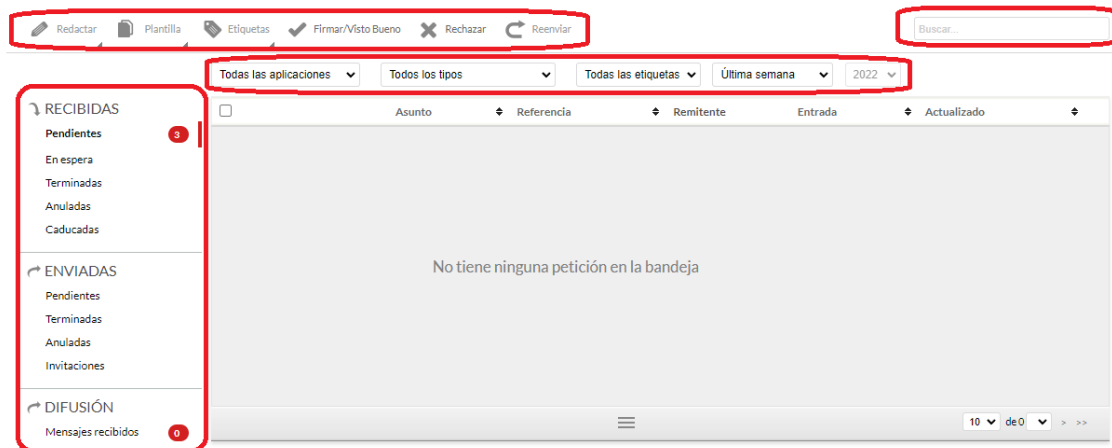 Redactar Plantilla Etiquetas Firmar/Visto Bueno Rechazar Reenviar Buscar...
Todas las aplicaciones Todos los tipos Todas las etiquetas Última semana 2022
RECIBIDAS
Pendientes 3
En espera
Terminadas
Anuladas
Caducadas
ENVIADAS
Pendientes
Terminadas
Anuladas
Invitaciones
DIFUSIÓN
Mensajes recibidos 0
Asunto Referencia Remitente Entrada Actualizado
No tiene ninguna petición en la bandeja
10 de 0 > >>